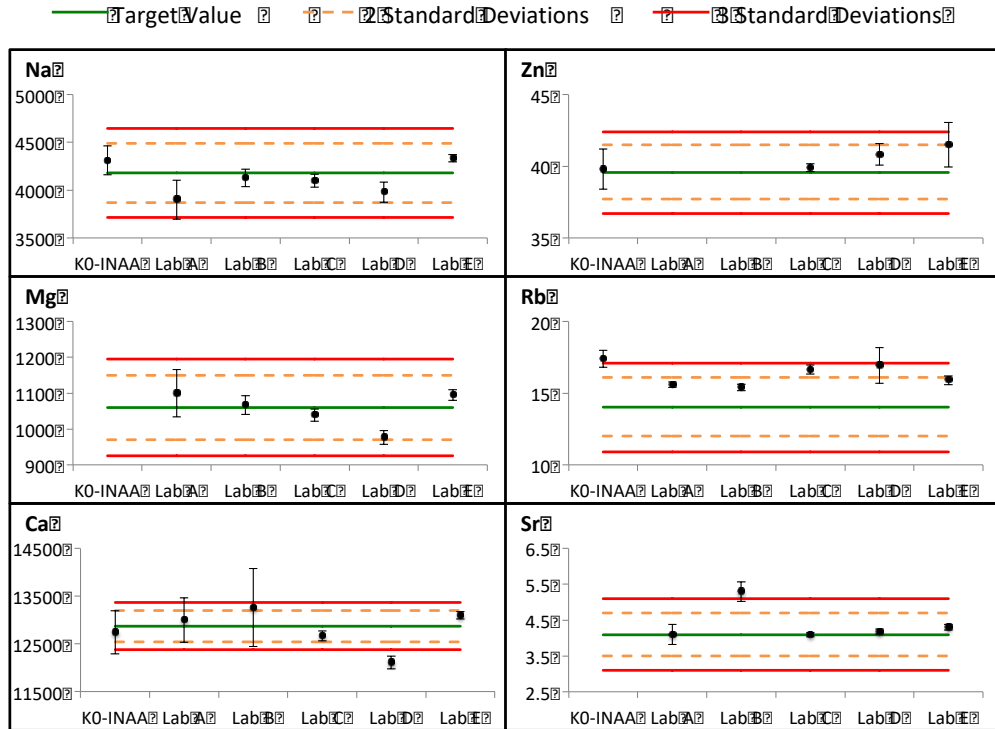 Target Value 2 Standard Deviations 3 Standard Deviations
Na
5000
4500
4000
3500
K0-INAA Lab A Lab B Lab C Lab D Lab E
Zn
45
40
35
K0-INAA Lab A Lab B Lab C Lab D Lab E
Mg
1300
1200
1100
1000
900
K0-INAA Lab A Lab B Lab C Lab D Lab E
Rb
20
15
10
K0-INAA Lab A Lab B Lab C Lab D Lab E
Ca
14500
13500
12500
11500
K0-INAA Lab A Lab B Lab C Lab D Lab E
Sr
6.5
5.5
4.5
3.5
2.5
K0-INAA Lab A Lab B Lab C Lab D Lab E